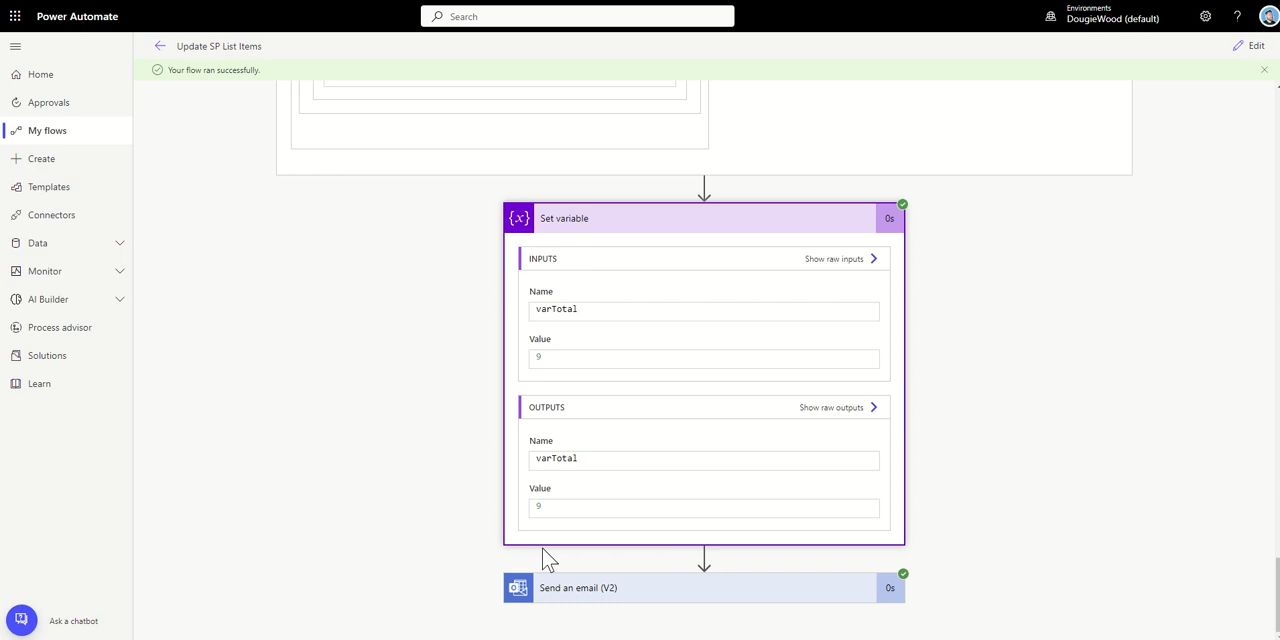 Power Automate
Search
Environments
DougieWood (default)
?
Update SP List Items
Edit
Your flow ran successfully.
Home
Approvals
My flows
Create
Templates
Connectors
Data
Monitor
AI Builder
Process advisor
Solutions
Learn
{x} Set variable 0s
INPUTS Show raw inputs
Name
varTotal
Value
9
OUTPUTS Show raw outputs
Name
varTotal
Value
9
Send an email (V2) 0s
Ask a chatbot